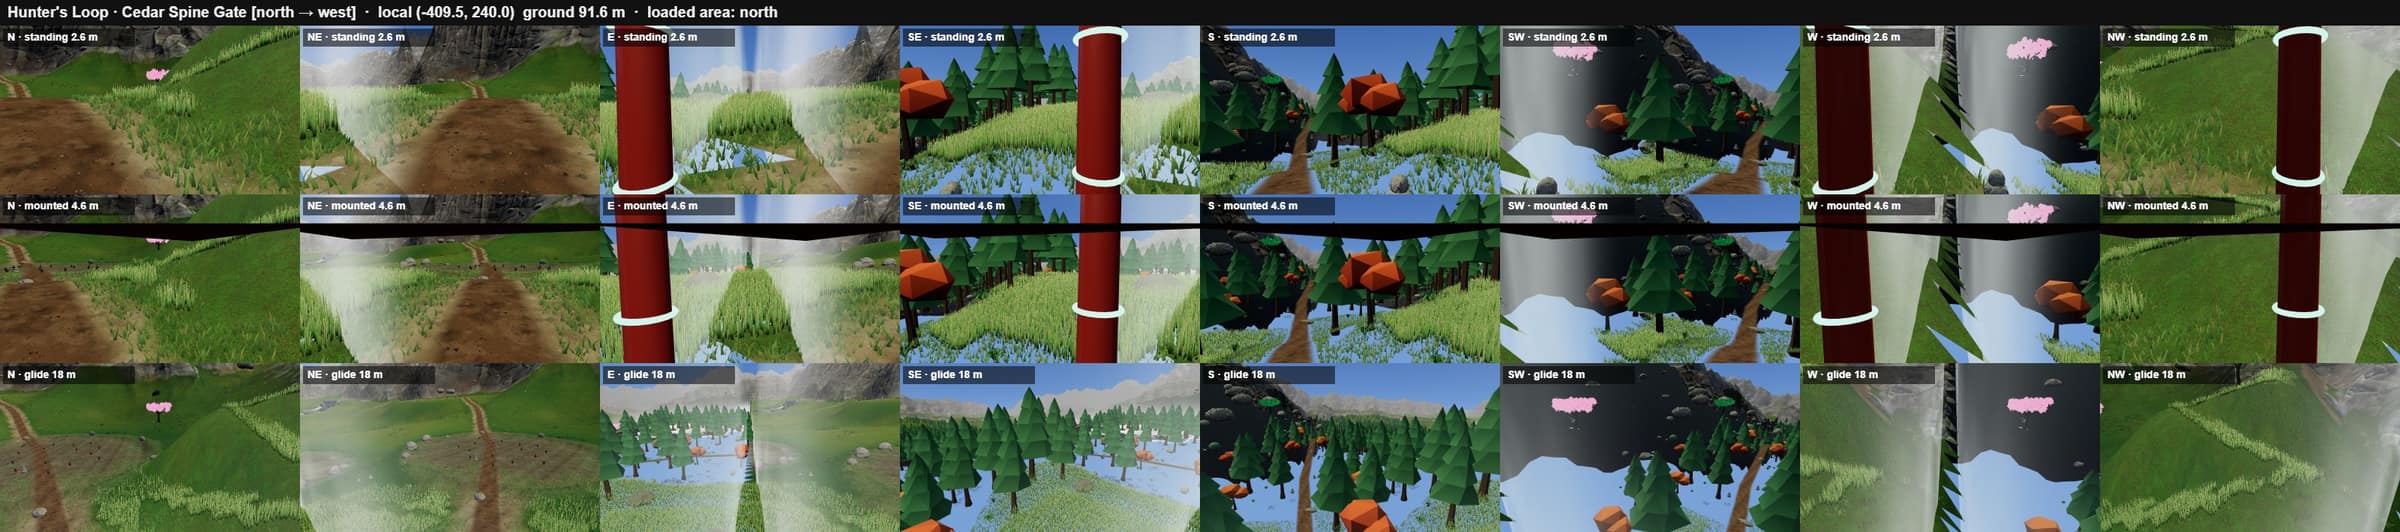 Hunter's Loop · Cedar Spine Gate [north → west]  ·  local (-409.5, 240.0)  ground 91.6 m  ·  loaded area: north
N · standing 2.6 m
NE · standing 2.6 m
E · standing 2.6 m
SE · standing 2.6 m
S · standing 2.6 m
SW · standing 2.6 m
W · standing 2.6 m
NW · standing 2.6 m
N · mounted 4.6 m
NE · mounted 4.6 m
E · mounted 4.6 m
SE · mounted 4.6 m
S · mounted 4.6 m
SW · mounted 4.6 m
W · mounted 4.6 m
NW · mounted 4.6 m
N · glide 18 m
NE · glide 18 m
E · glide 18 m
SE · glide 18 m
S · glide 18 m
SW · glide 18 m
W · glide 18 m
NW · glide 18 m